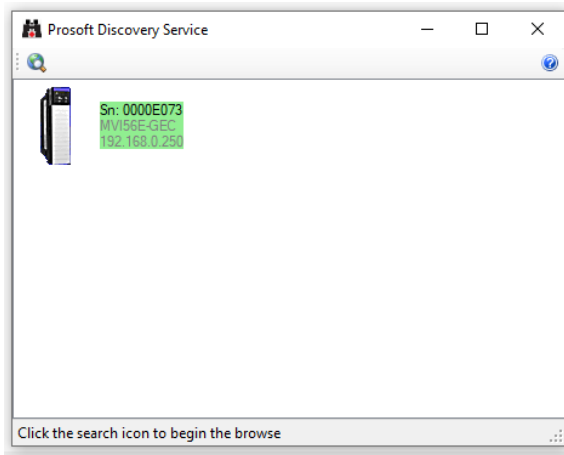 Prosoft Discovery Service
Sn: 0000E073
MVI56E-GEC
192.168.0.250
Click the search icon to begin the browse